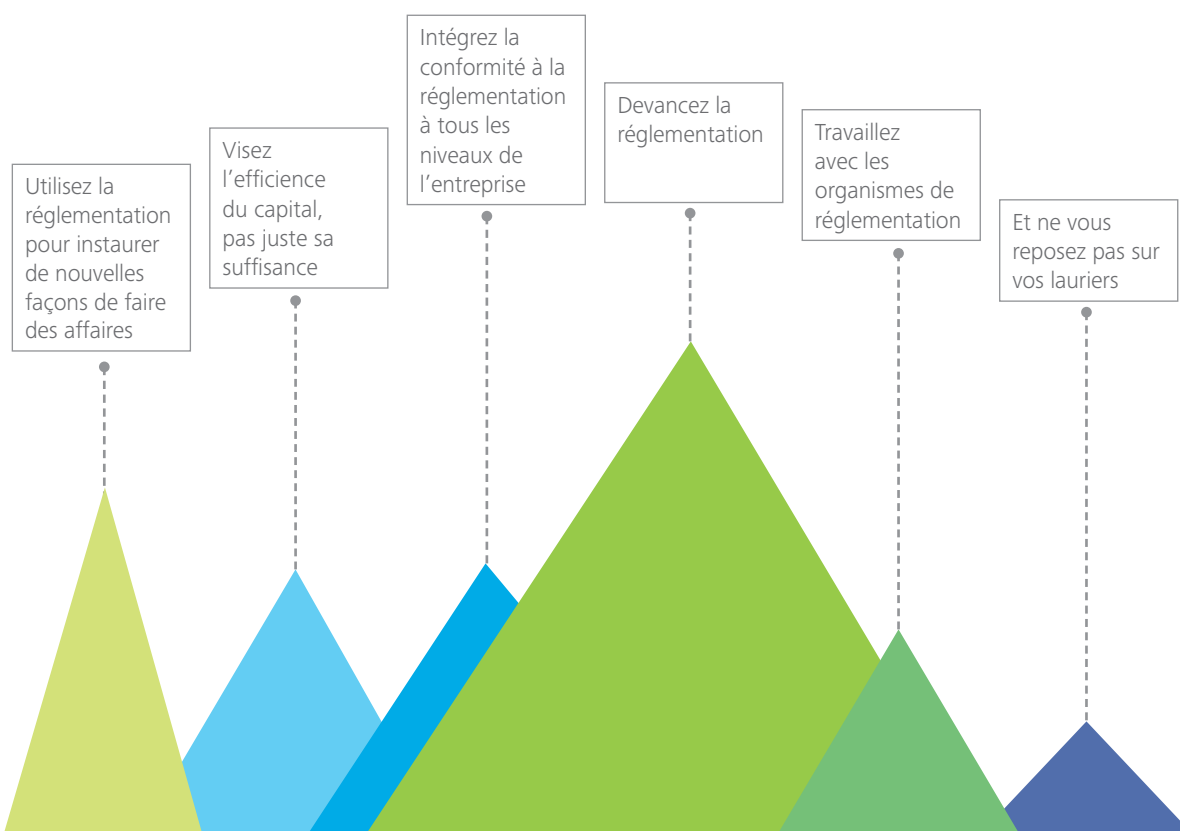 Utilisez la
réglementation
pour instaurer
de nouvelles
façons de faire
des affaires
Visez
l’efficience
du capital,
pas juste sa
suffisance
Intégrez la
conformité à la
réglementation
à tous les
niveaux de
l’entreprise
Devancez la
réglementation
Travaillez
avec les
organismes de
réglementation
Et ne vous
reposez pas sur
vos lauriers